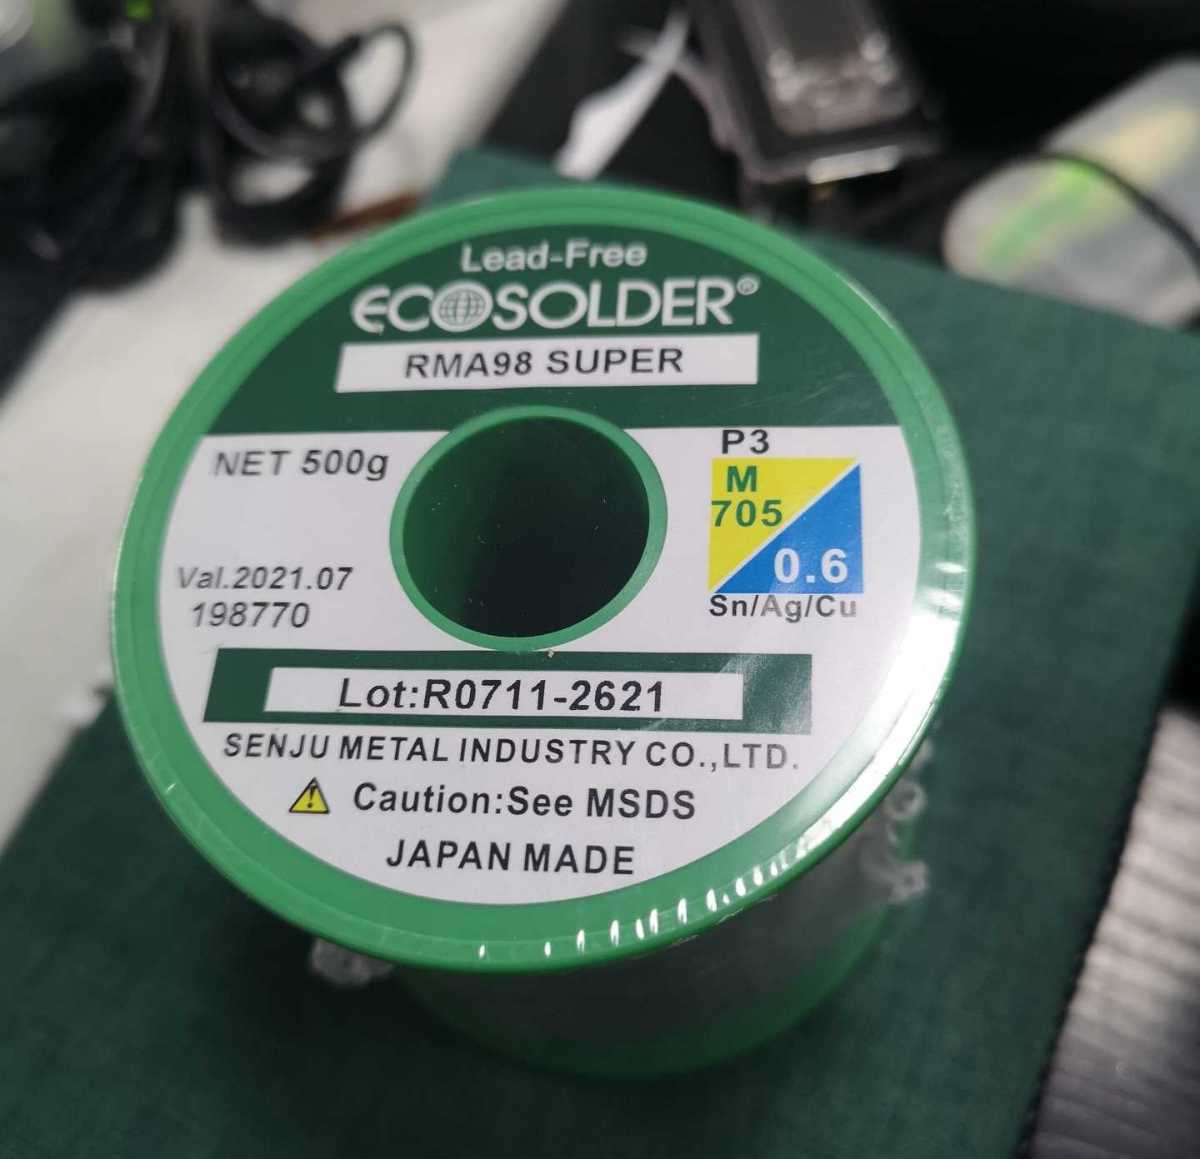 Lead-Free
ECOSOLDER®
RMA98 SUPER
NET 500g
P3
M
705
0.6
Sn/Ag/Cu
Val.2021.07
198770
Lot:R0711-2621
SENJU METAL INDUSTRY CO.,LTD.
Caution:See MSDS
JAPAN MADE